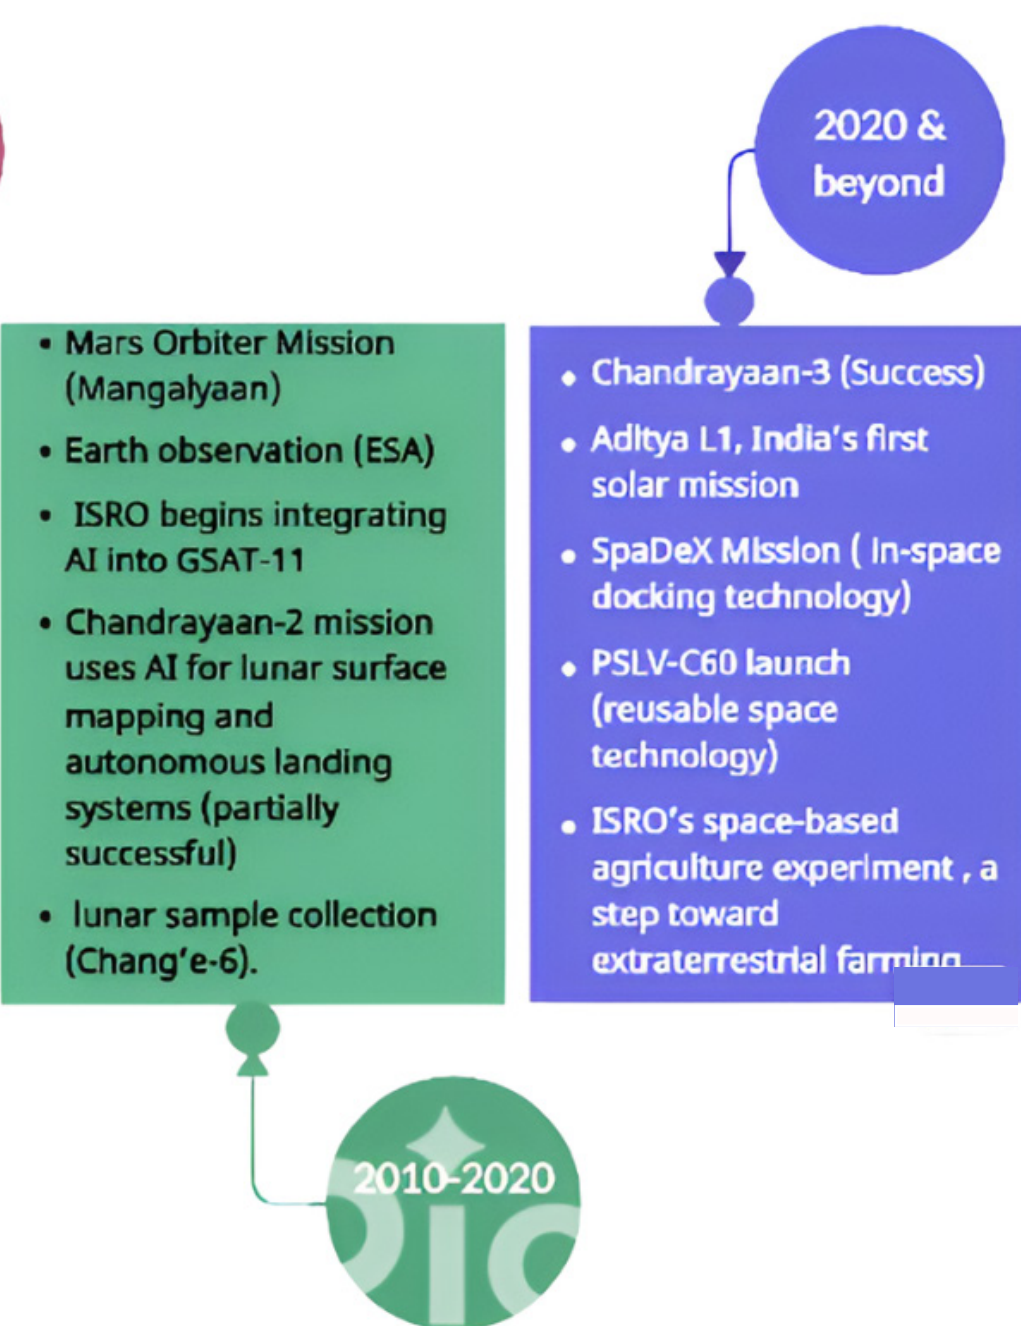 2020 &
beyond
• Mars Orbiter Mission
(Mangalyaan)
• Earth observation (ESA)
• ISRO begins integrating
AI into GSAT-11
• Chandrayaan-2 mission
uses AI for lunar surface
mapping and
autonomous landing
systems (partially
successful)
• lunar sample collection
(Chang'e-6).
• Chandrayaan-3 (Success)
• Aditya L1, India's first
solar mission
• SpaDeX Mission ( in-space
docking technology)
• PSLV-C60 launch
(reusable space
technology)
• ISRO's space-based
agriculture experiment , a
step toward
extraterrestrial farming
2010-2020